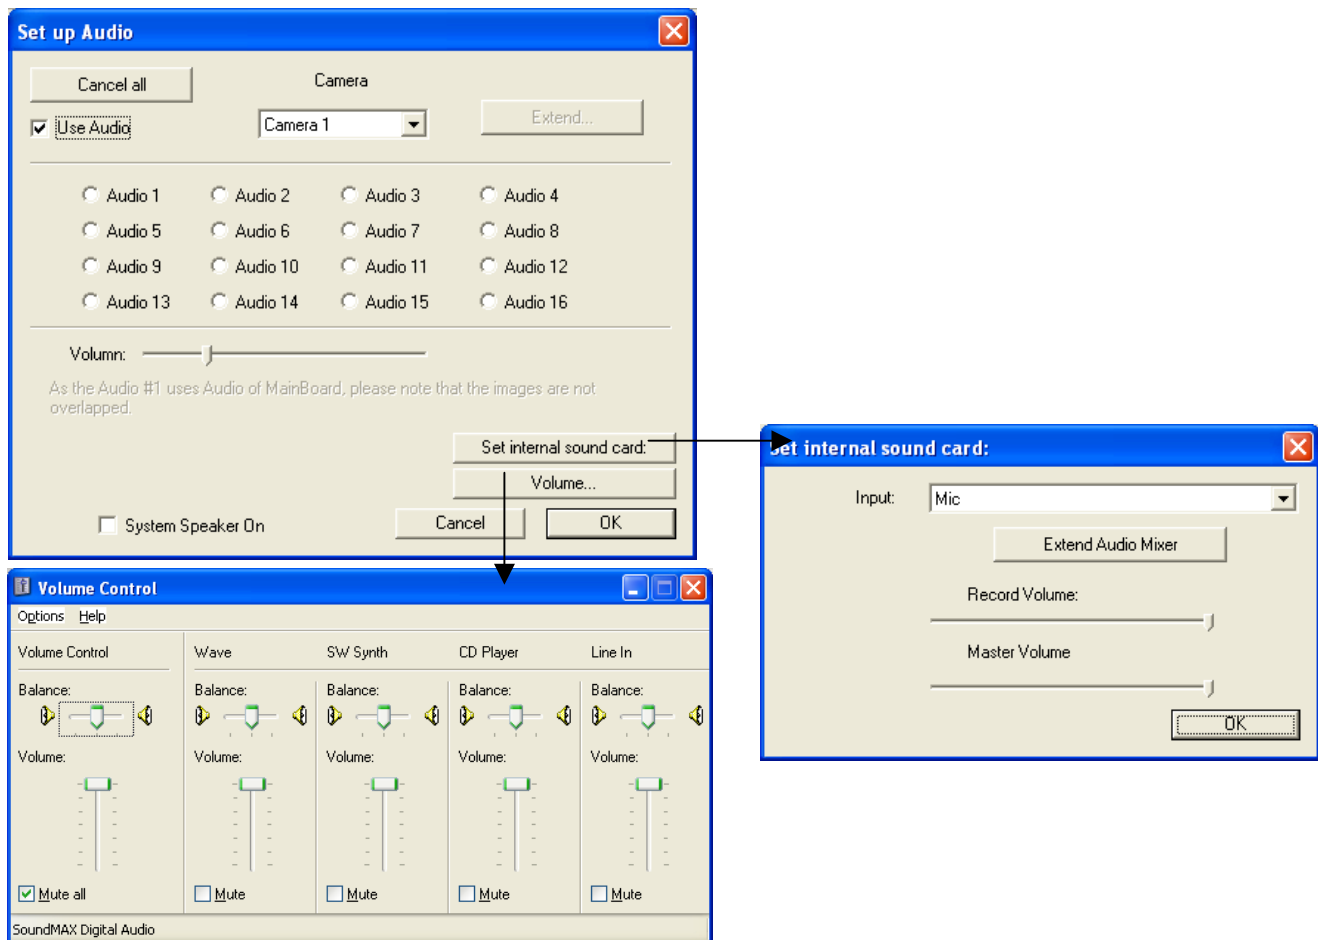 Set up Audio
Cancel all
Camera
Use Audio
Camera 1
Extend...
Audio 1 Audio 2 Audio 3 Audio 4
Audio 5 Audio 6 Audio 7 Audio 8
Audio 9 Audio 10 Audio 11 Audio 12
Audio 13 Audio 14 Audio 15 Audio 16
Volumn:
As the Audio #1 uses Audio of MainBoard, please note that the images are not
overlapped.
Set internal sound card:
Volume...
System Speaker On
Cancel
OK
Set internal sound card:
Input: Mic
Extend Audio Mixer
Record Volume:
Master Volume
OK
Volume Control
Options Help
Volume Control Wave SW Synth CD Player Line In
Balance: Balance: Balance: Balance: Balance:
Volume: Volume: Volume: Volume: Volume:
Mute all Mute Mute Mute Mute
SoundMAX Digital Audio